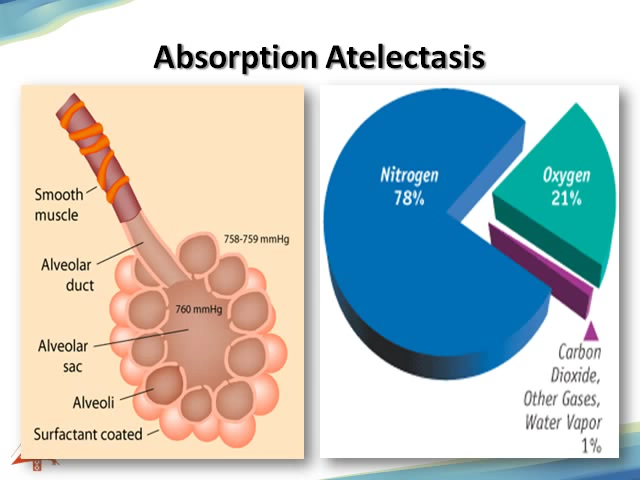 Absorption Atelectasis
Smooth
muscle
758-759 mmHg
Alveolar
duct
760 mmHg
Alveolar
sac
Alveoli
Surfactant coated
Nitrogen
78%
Oxygen
21%
Carbon
Dioxide,
Other Gases,
Water Vapor
1%